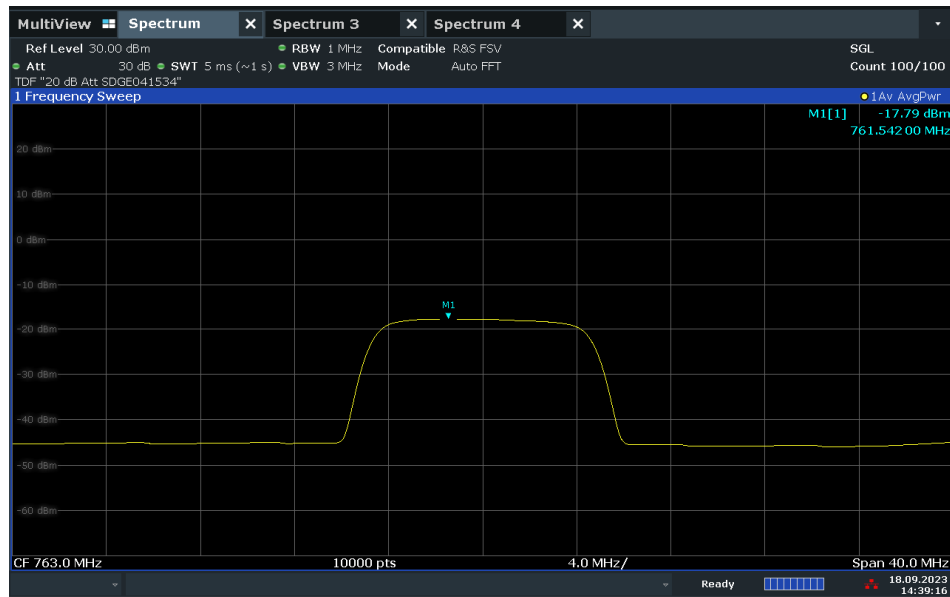 MultiView Spectrum X Spectrum 3 X Spectrum 4 X
Ref Level 30.00 dBm RBW 1 MHz Compatible R&S FSV SGL
Att 30 dB SWT 5 ms (~1 s) VBW 3 MHz Mode Auto FFT Count 100/100
TDF "20 dB Att SDGE041534"
1 Frequency Sweep 1Av AvgPwr
M1[1] -17.79 dBm
761.542 00 MHz
20 dBm
10 dBm
0 dBm
-10 dBm
M1
-20 dBm
-30 dBm
-40 dBm
-50 dBm
-60 dBm
CF 763.0 MHz 10000 pts 4.0 MHz/ Span 40.0 MHz
Ready 18.09.2023
14:39:16